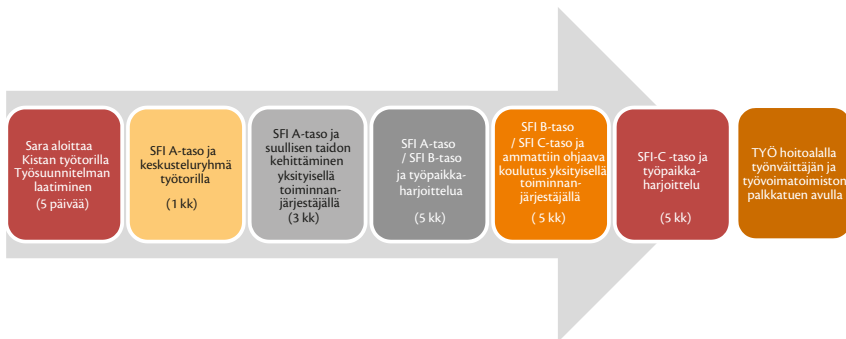 Sara aloittaa
Kistan työtorilla
Työsuunnitelman
laatiminen
(5 päivää)
SFI A-taso ja
keskusteluryhmä
työtorilla
(1 kk)
SFI A-taso ja
suullisen taidon
kehittäminen
yksityisellä
toiminnan-
järjestäjällä
(3 kk)
SFI A-taso
/ SFI B-taso
ja työpaikka-
harjoittelua
(5 kk)
SFI B-taso
/ SFI C-taso ja
ammattiin ohjaava
koulutus yksityisellä
toiminnan-
järjestäjällä
( 5 kk)
SFI-C -taso ja
työpaikka-
harjoittelu
(5 kk)
TYÖ hoitoalalla
työnväittäjän ja
työvoimatoimiston
palkkatuen avulla